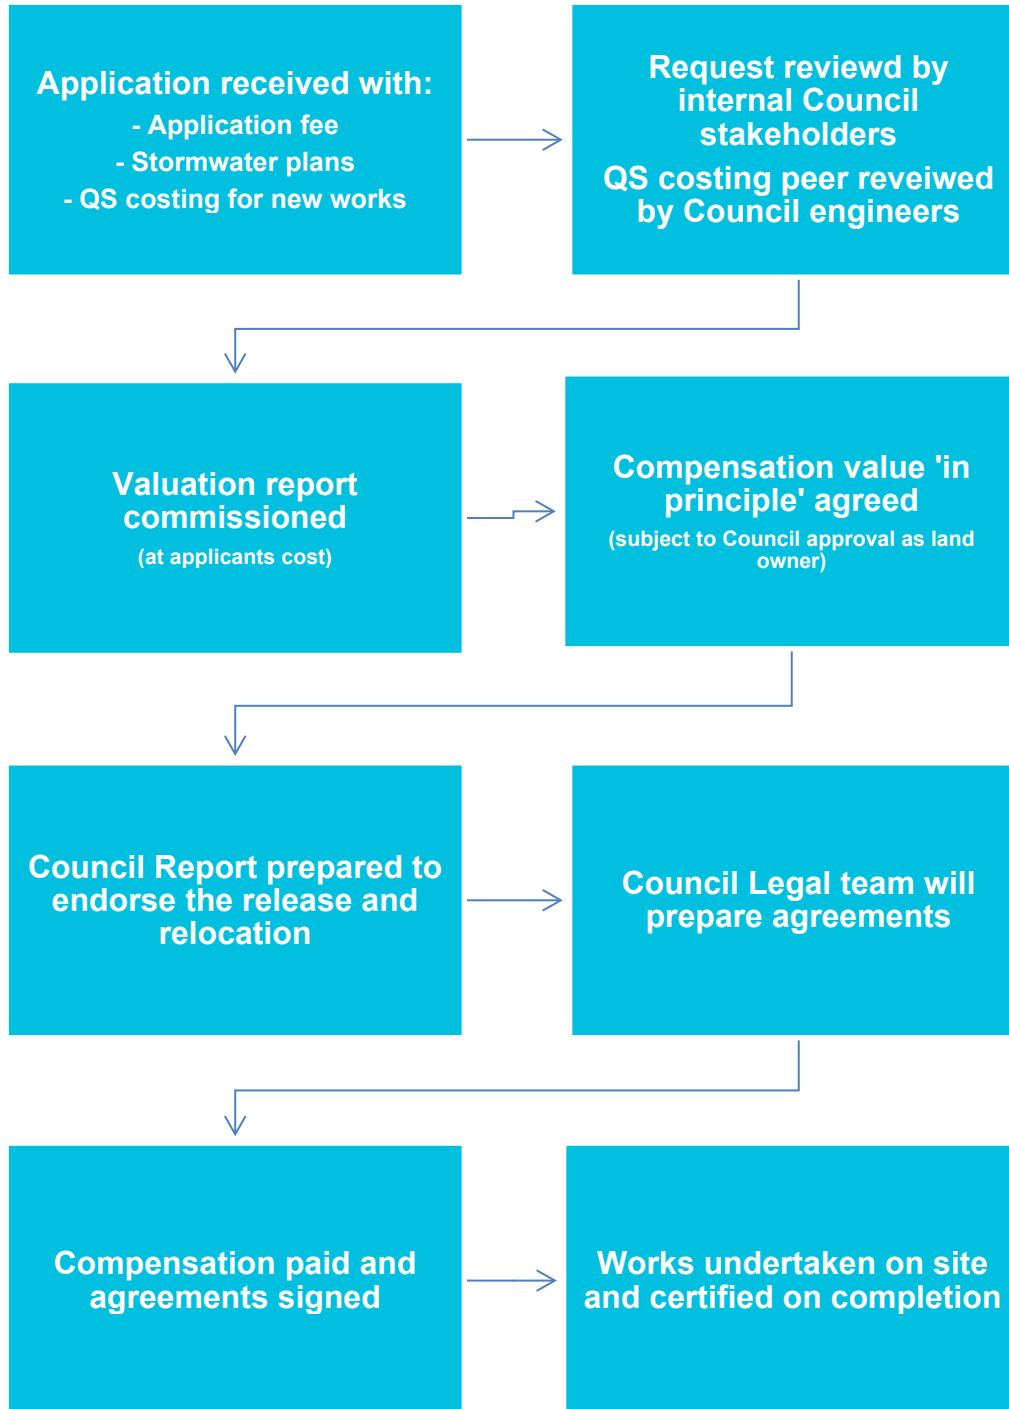 Application received with:
- Application fee
- Stormwater plans
- QS costing for new works
Request reviewd by
internal Council
stakeholders
QS costing peer reveiwed
by Council engineers
Valuation report
commissioned
(at applicants cost)
Compensation value 'in
principle' agreed
(subject to Council approval as land
owner)
Council Report prepared to
endorse the release and
relocation
Council Legal team will
prepare agreements
Compensation paid and
agreements signed
Works undertaken on site
and certified on completion